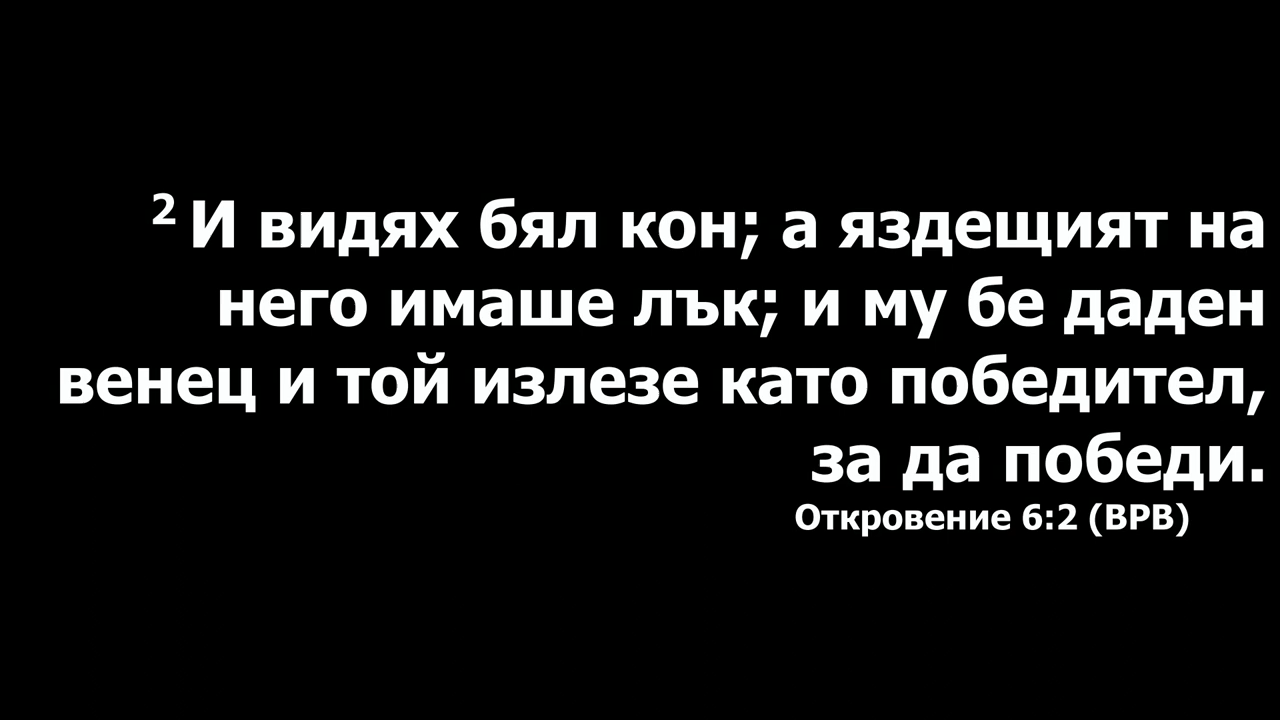 2 И видях бял кон; а яздещият на
него имаше лък; и му бе даден
венец и той излезе като победител,
за да победи.
Откровение 6:2 (ВРВ)